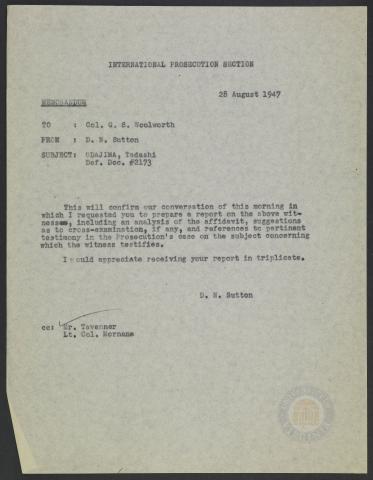 INTERNATIONAL PROSECUTION SECTION
28 August 1947
MEMORANDUM
TO : Col. G. S. Woolworth
FROM : D. N. Sutton
SUBJECT: ODAJIMA, Tadashi
Def. Doc. #2173
This will confirm our conversation of this morning in
which I requested you to prepare a report on the above wit-
nesses, including an analysis of the affidavit, suggestions
as to cross-examination, if any, and references to pertinent
testimony in the Prosecution's case on the subject concerning
which the witness testifies.
I would appreciate receiving your report in triplicate.
D. N. Sutton
cc: Mr. Tavenner
Lt. Col. Mornane